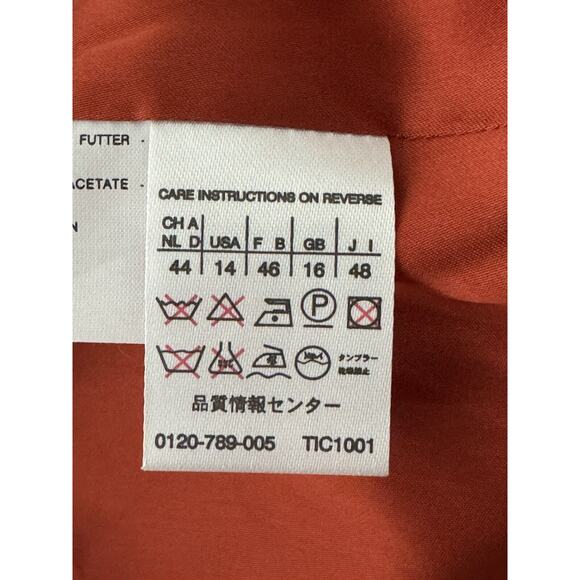 FUTTER -
ACETATE -
N
CARE INSTRUCTIONS ON REVERSE
CH A
NL D USA F B GB J I
44 14 46 16 48
P
タンブラー
乾燥禁止
品質情報センター
0120-789-005 TIC1001